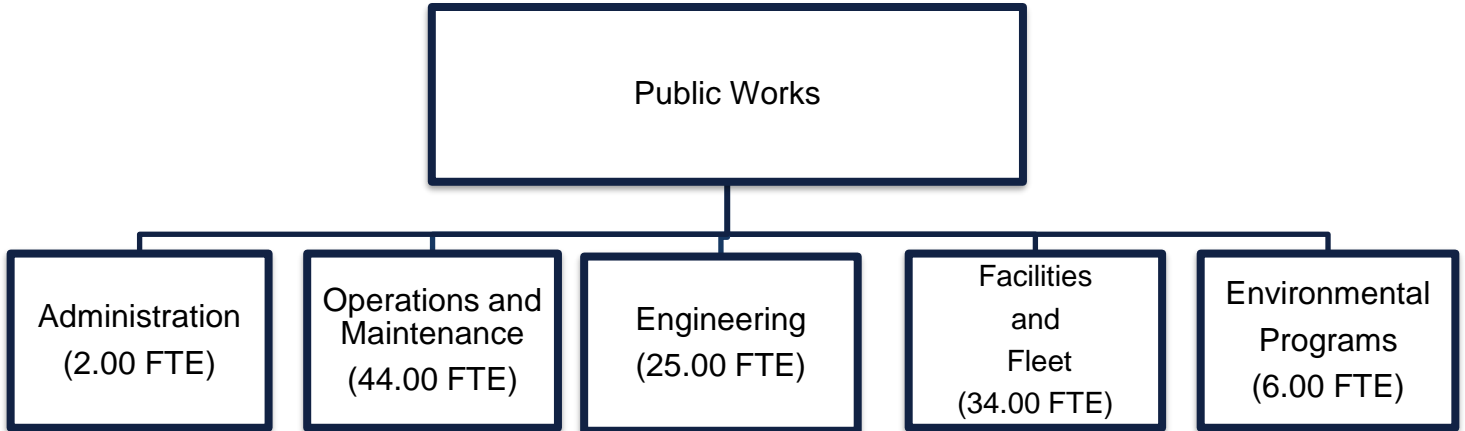 Public Works
Administration
(2.00 FTE)
Operations and
Maintenance
(44.00 FTE)
Engineering
(25.00 FTE)
Facilities
and
Fleet
(34.00 FTE)
Environmental
Programs
(6.00 FTE)